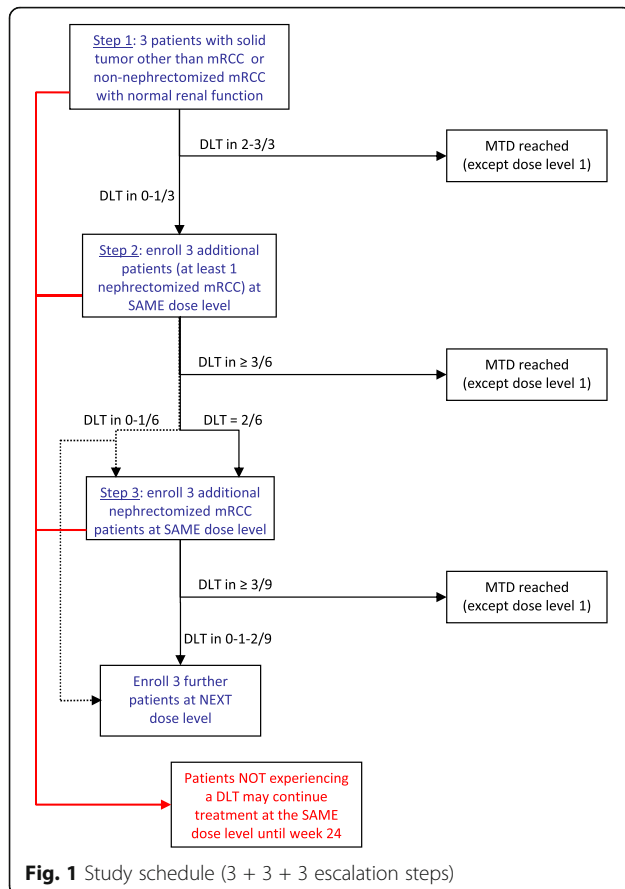 Step 1: 3 patients with solid
tumor other than mRCC or
non-nephrectomized mRCC
with normal renal function
DLT in 2-3/3
MTD reached
(except dose level 1)
DLT in 0-1/3
Step 2: enroll 3 additional
patients (at least 1
nephrectomized mRCC) at
SAME dose level
DLT in ≥ 3/6
MTD reached
(except dose level 1)
DLT in 0-1/6
DLT = 2/6
Step 3: enroll 3 additional
nephrectomized mRCC
patients at SAME dose level
DLT in ≥ 3/9
MTD reached
(except dose level 1)
DLT in 0-1-2/9
Enroll 3 further
patients at NEXT
dose level
Patients NOT experiencing
a DLT may continue
treatment at the SAME
dose level until week 24
Fig. 1 Study schedule (3 + 3 + 3 escalation steps)